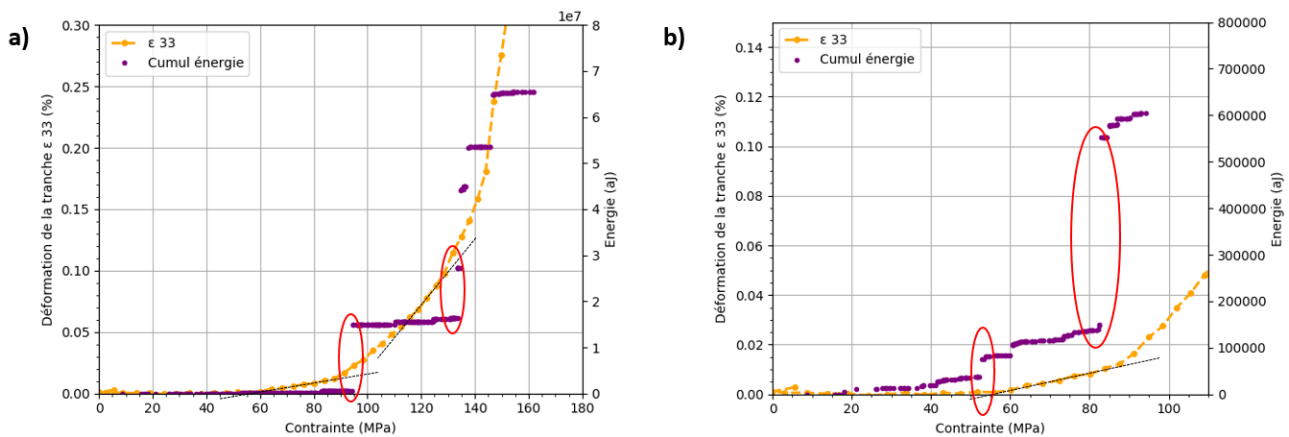 a)
1e7
0.30
0.25
0.20
0.15
0.10
0.05
0.00
Déformation de la tranche ε 33 (%)
ε 33
Cumul énergie
8
7
6
5
4
3
2
1
0
Energie (aJ)
0 20 40 60 80 100 120 140 160 180
Contrainte (MPa)
b)
0.14
0.12
0.10
0.08
0.06
0.04
0.02
0.00
Déformation de la tranche ε 33 (%)
ε 33
Cumul énergie
800000
700000
600000
500000
400000
300000
200000
100000
0
Energie (aJ)
0 20 40 60 80 100
Contrainte (MPa)